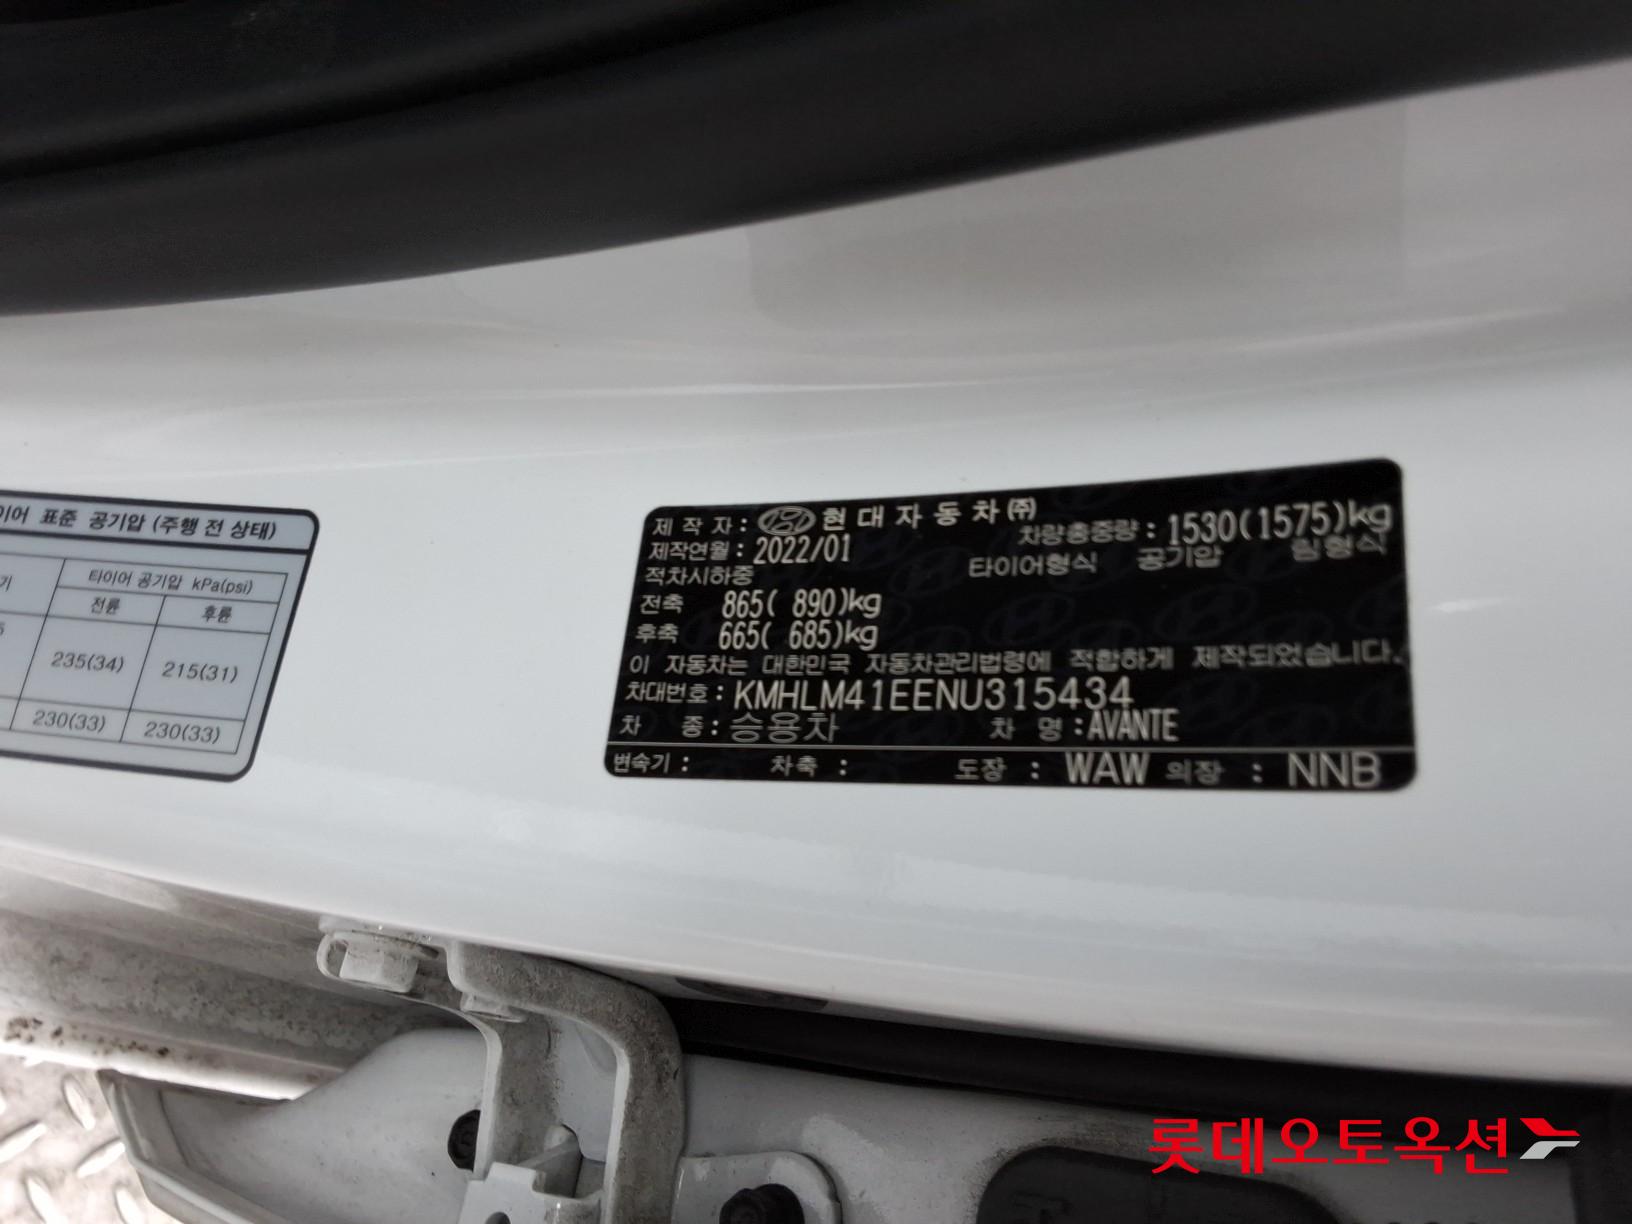 이어 표준 공기압 (주행 전 상태)
타이어 공기압 kPa(psi)
전륜 후륜
235(34) 215(31)
230(33) 230(33)
제 작 자 : 현대자동차㈜
차량총중량 : 1530(1575)kg
제작연월 : 2022/01
타이어형식 공기압 림형식
적차시하중
전축 865( 890)kg
후축 665( 685)kg
이 자동차는 대한민국 자동차관리법령에 적합하게 제작되었습니다.
차대번호 : KMHLM41EENU315434
차 종 : 승용차 차 명 : AVANTE
변속기 : 차축 : 도장 : WAW 의장 : NNB
롯데오토옥션